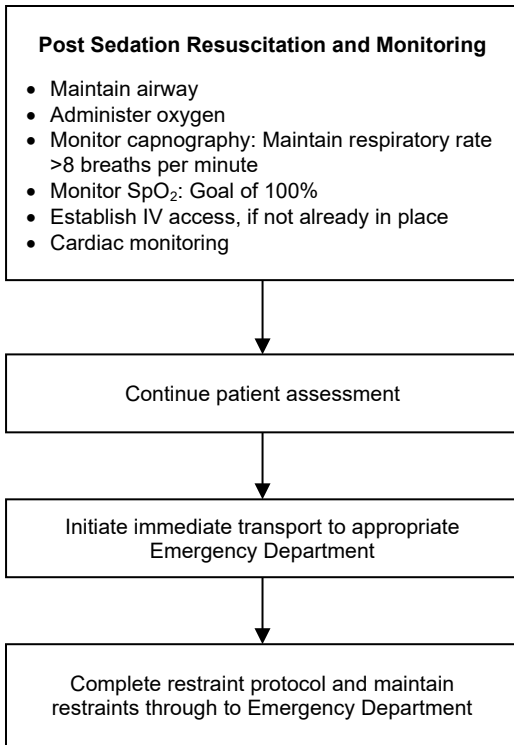 Post Sedation Resuscitation and Monitoring
• Maintain airway
• Administer oxygen
• Monitor capnography: Maintain respiratory rate
>8 breaths per minute
• Monitor SpO₂: Goal of 100%
• Establish IV access, if not already in place
• Cardiac monitoring
Continue patient assessment
Initiate immediate transport to appropriate
Emergency Department
Complete restraint protocol and maintain
restraints through to Emergency Department